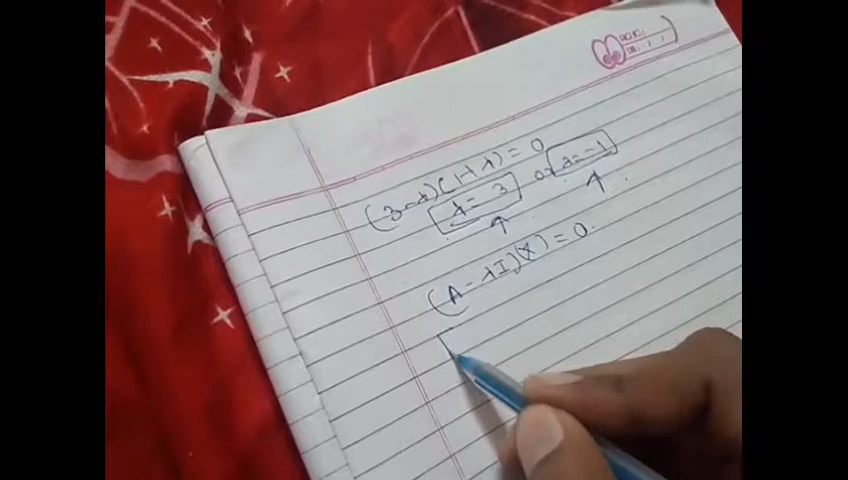 (3-λ)(1+λ) = 0
λ = 3 or λ = -1
(A - λI)(X) = 0